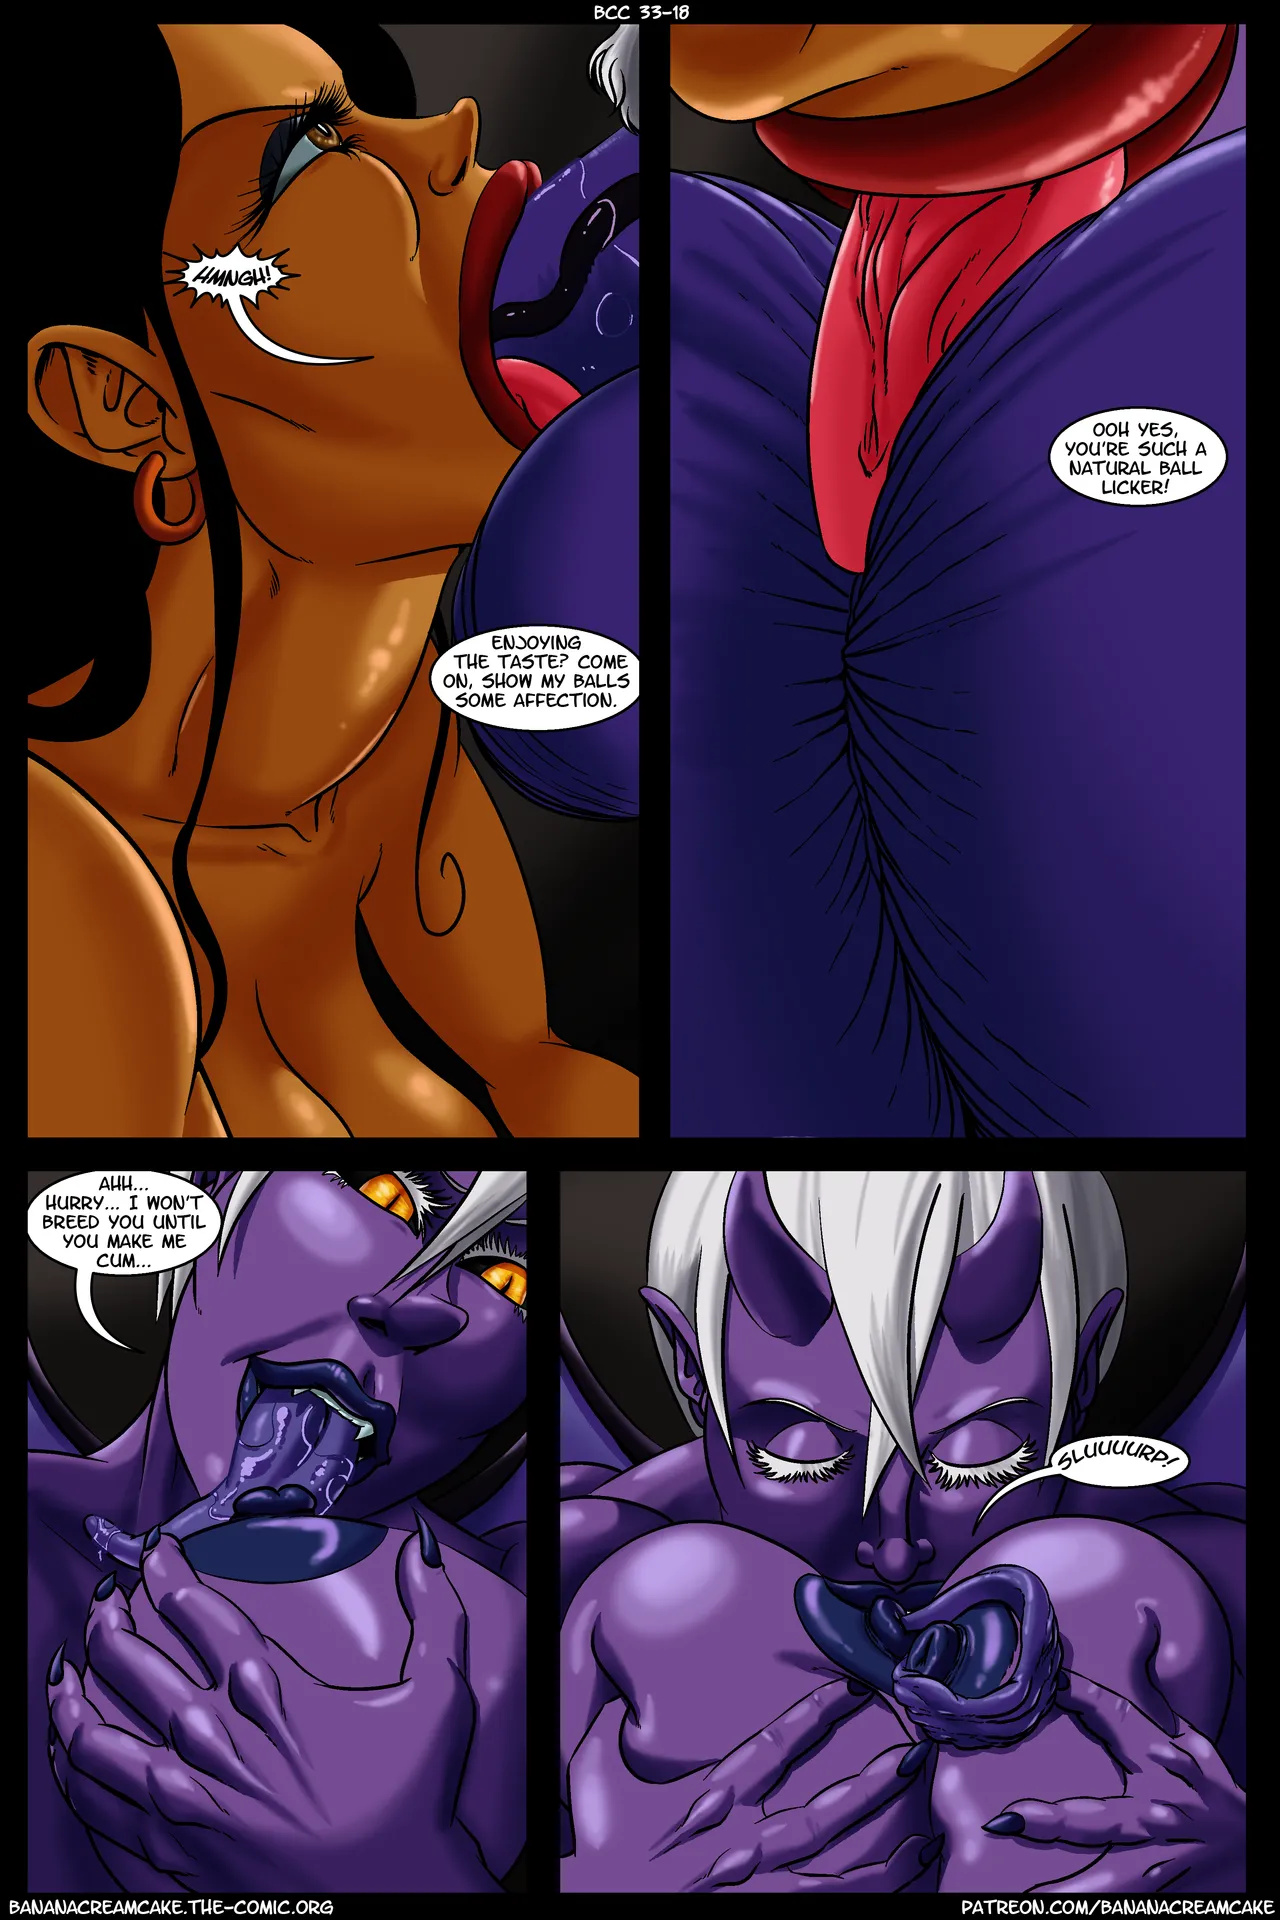 BCC 33-18
HMNGH!
ENJOYING
THE TASTE? COME
ON, SHOW MY BALLS
SOME AFFECTION.
OOH YES,
YOU'RE SUCH A
NATURAL BALL
LICKER!
AHH...
HURRY... I WON'T
BREED YOU UNTIL
YOU MAKE ME
CUM...
SLUUUURP!
BANANACREAMCAKE.THE-COMIC.ORG
PATREON.COM/BANANACREAMCAKE